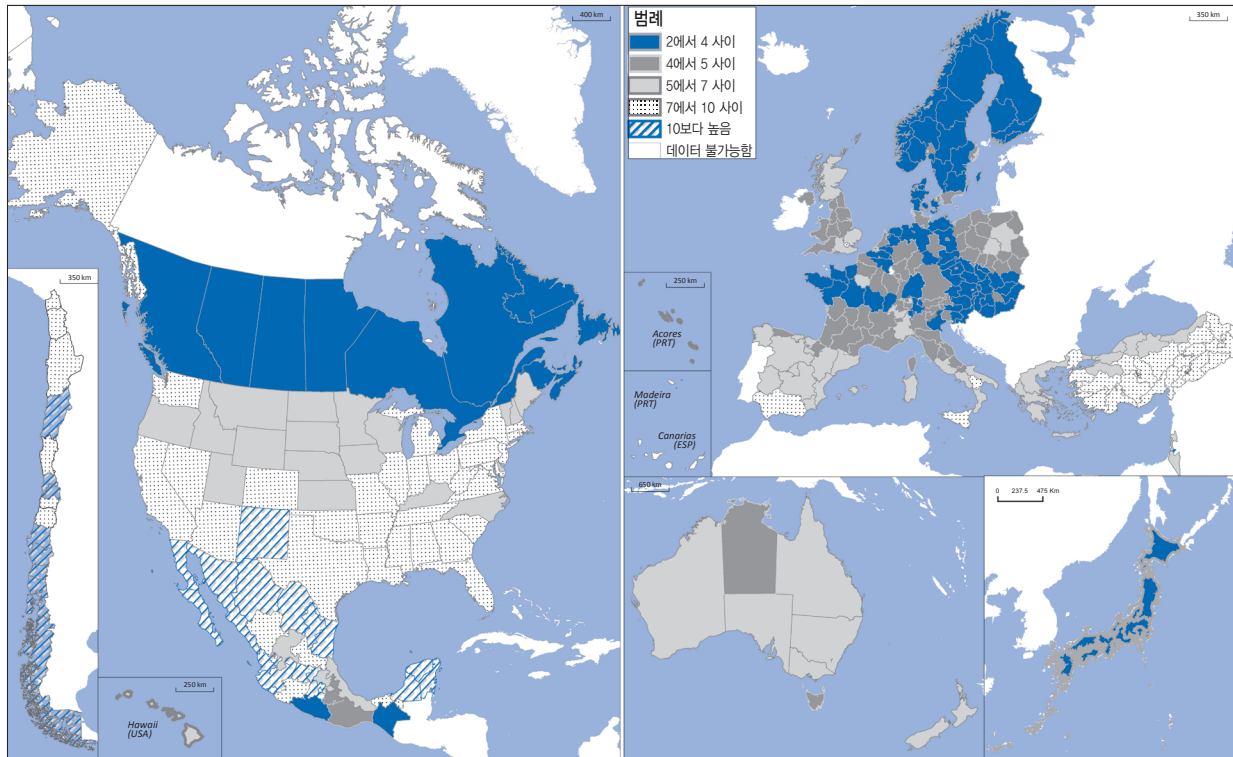 400 km
350 km
250 km
Hawaii
(USA)
범례
2에서 4 사이
4에서 5 사이
5에서 7 사이
7에서 10 사이
10보다 높음
데이터 불가능함
350 km
250 km
Acores
(PRT)
Madeira
(PRT)
Canarias
(ESP)
650 km
0 237.5 475 Km